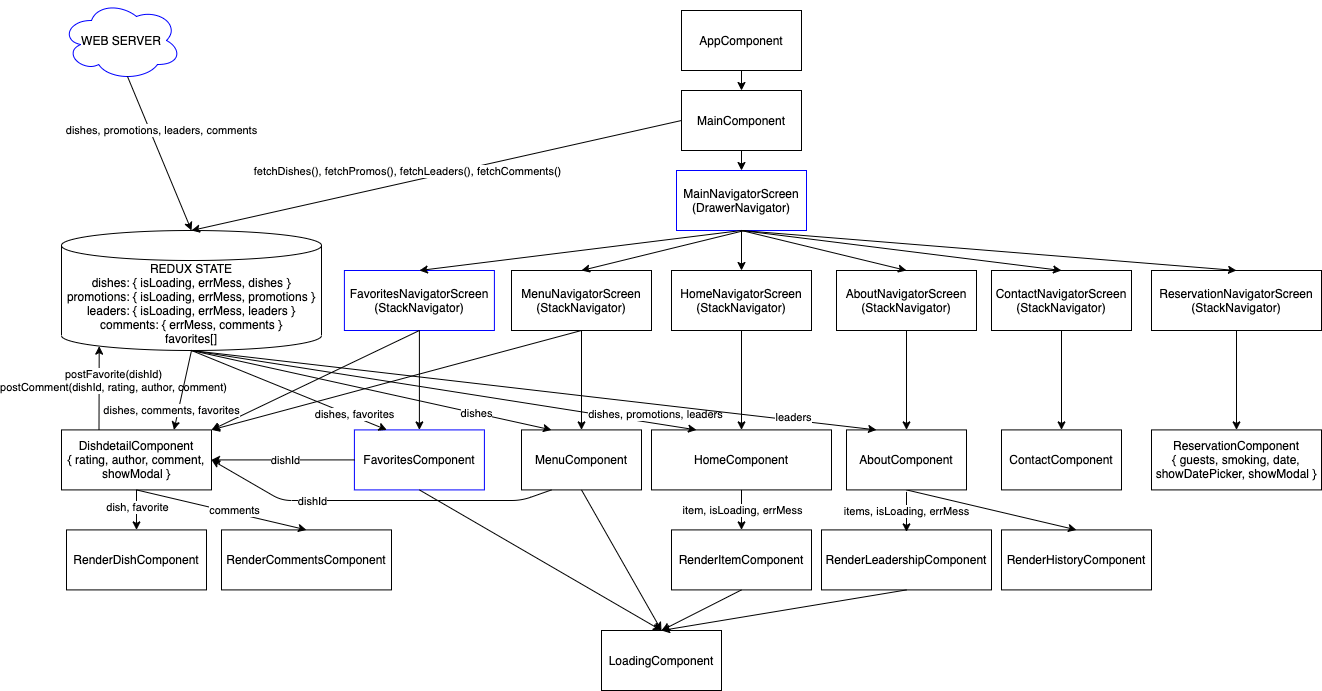 WEB SERVER
AppComponent
MainComponent
dishes, promotions, leaders, comments
fetchDishes(), fetchPromos(), fetchLeaders(), fetchComments()
MainNavigatorScreen
(DrawerNavigator)
REDUX STATE
dishes: { isLoading, errMess, dishes }
promotions: { isLoading, errMess, promotions }
leaders: { isLoading, errMess, leaders }
comments: { errMess, comments }
favorites[]
FavoritesNavigatorScreen
(StackNavigator)
MenuNavigatorScreen
(StackNavigator)
HomeNavigatorScreen
(StackNavigator)
AboutNavigatorScreen
(StackNavigator)
ContactNavigatorScreen
(StackNavigator)
ReservationNavigatorScreen
(StackNavigator)
postFavorite(dishId)
postComment(dishId, rating, author, comment)
dishes, comments, favorites
dishes, favorites
dishes
dishes, promotions, leaders
leaders
DishdetailComponent
{ rating, author, comment,
showModal }
dishId
FavoritesComponent
MenuComponent
HomeComponent
AboutComponent
ContactComponent
ReservationComponent
{ guests, smoking, date,
showDatePicker, showModal }
dishId
dish, favorite
comments
item, isLoading, errMess
items, isLoading, errMess
RenderDishComponent
RenderCommentsComponent
RenderItemComponent
RenderLeadershipComponent
RenderHistoryComponent
LoadingComponent